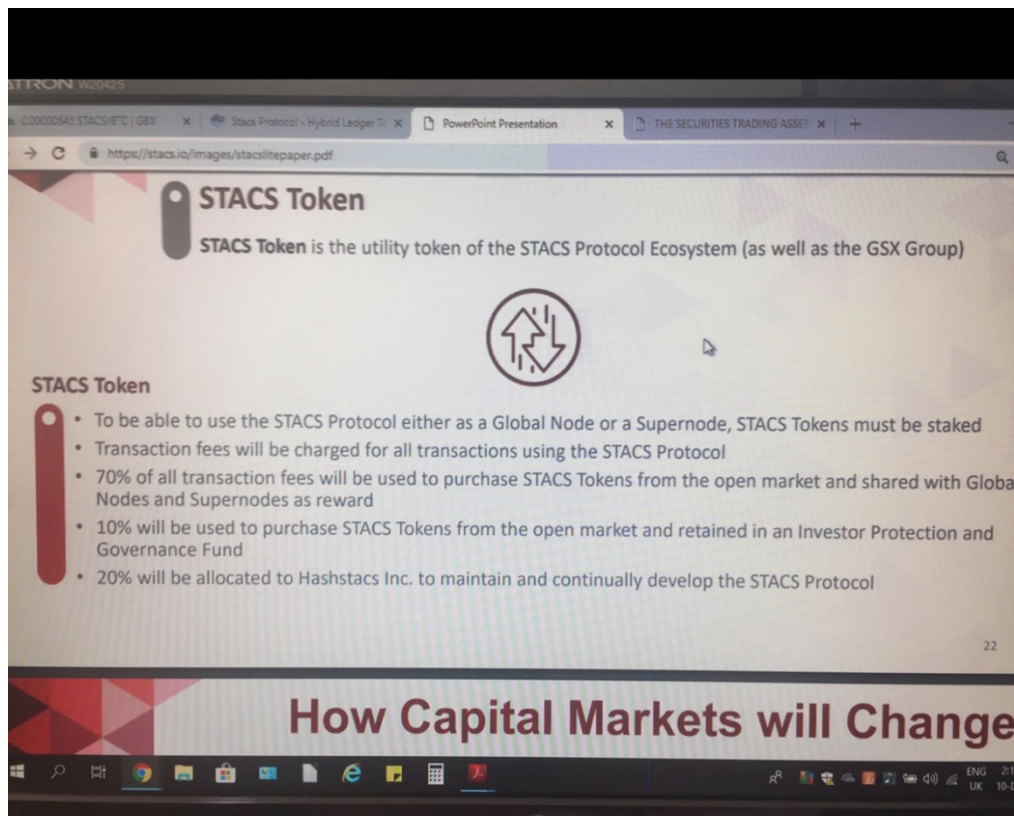 TRON W2042S
C00000645 STACS/BTC | GBX
Stacs Protocol - Hybrid Ledger Te
PowerPoint Presentation
THE SECURITIES TRADING ASSET
https://stacs.io/images/stacslitepaper.pdf
STACS Token
STACS Token is the utility token of the STACS Protocol Ecosystem (as well as the GSX Group)
STACS Token
• To be able to use the STACS Protocol either as a Global Node or a Supernode, STACS Tokens must be staked
• Transaction fees will be charged for all transactions using the STACS Protocol
• 70% of all transaction fees will be used to purchase STACS Tokens from the open market and shared with Globa
Nodes and Supernodes as reward
• 10% will be used to purchase STACS Tokens from the open market and retained in an Investor Protection and
Governance Fund
• 20% will be allocated to Hashstacs Inc. to maintain and continually develop the STACS Protocol
22
How Capital Markets will Change
ENG
UK